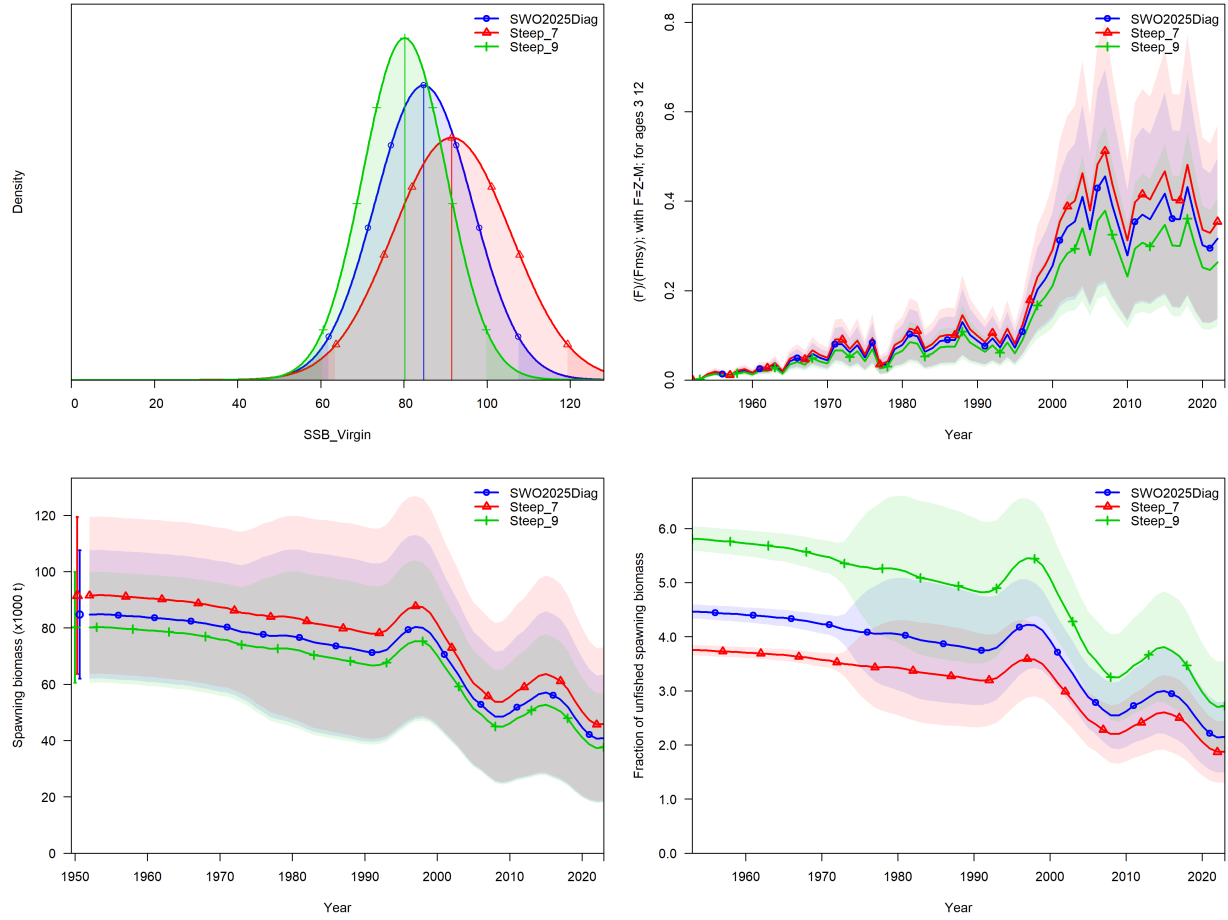 SWO2025Diag
Steep_7
Steep_9
Density
0 20 40 60 80 100 120
SSB_Virgin
SWO2025Diag
Steep_7
Steep_9
(F)/(Fmsy); with F=Z-M; for ages 3 12
0.8
0.6
0.4
0.2
0.0
1960 1970 1980 1990 2000 2010 2020
Year
SWO2025Diag
Steep_7
Steep_9
Spawning biomass (x1000 t)
120
100
80
60
40
20
0
1950 1960 1970 1980 1990 2000 2010 2020
Year
SWO2025Diag
Steep_7
Steep_9
Fraction of unfished spawning biomass
6.0
5.0
4.0
3.0
2.0
1.0
0.0
1960 1970 1980 1990 2000 2010 2020
Year